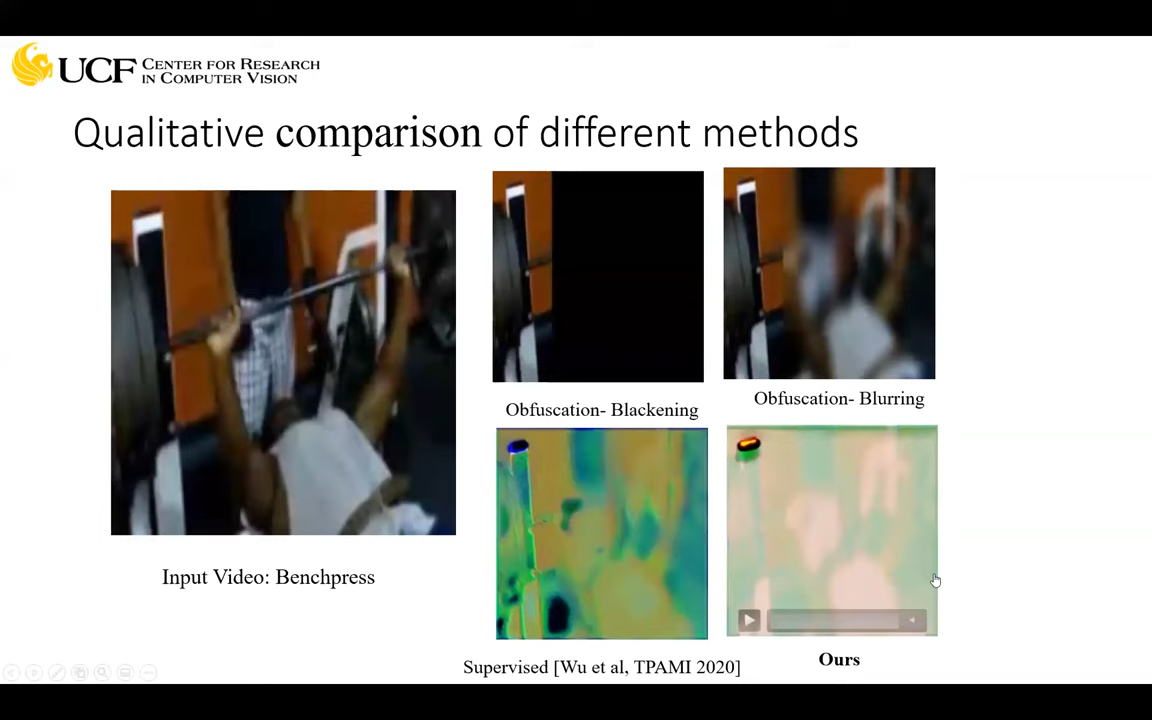 UCF CENTER FOR RESEARCH
IN COMPUTER VISION
Qualitative comparison of different methods
Obfuscation- Blackening
Obfuscation- Blurring
Input Video: Benchpress
Supervised [Wu et al, TPAMI 2020]
Ours